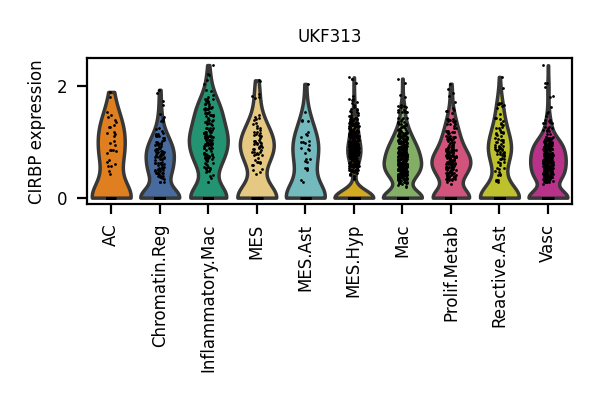 UKF313
CIRBP expression
2
0
AC
Chromatin.Reg
Inflammatory.Mac
MES
MES.Ast
MES.Hyp
Mac
Prolif.Metab
Reactive.Ast
Vasc